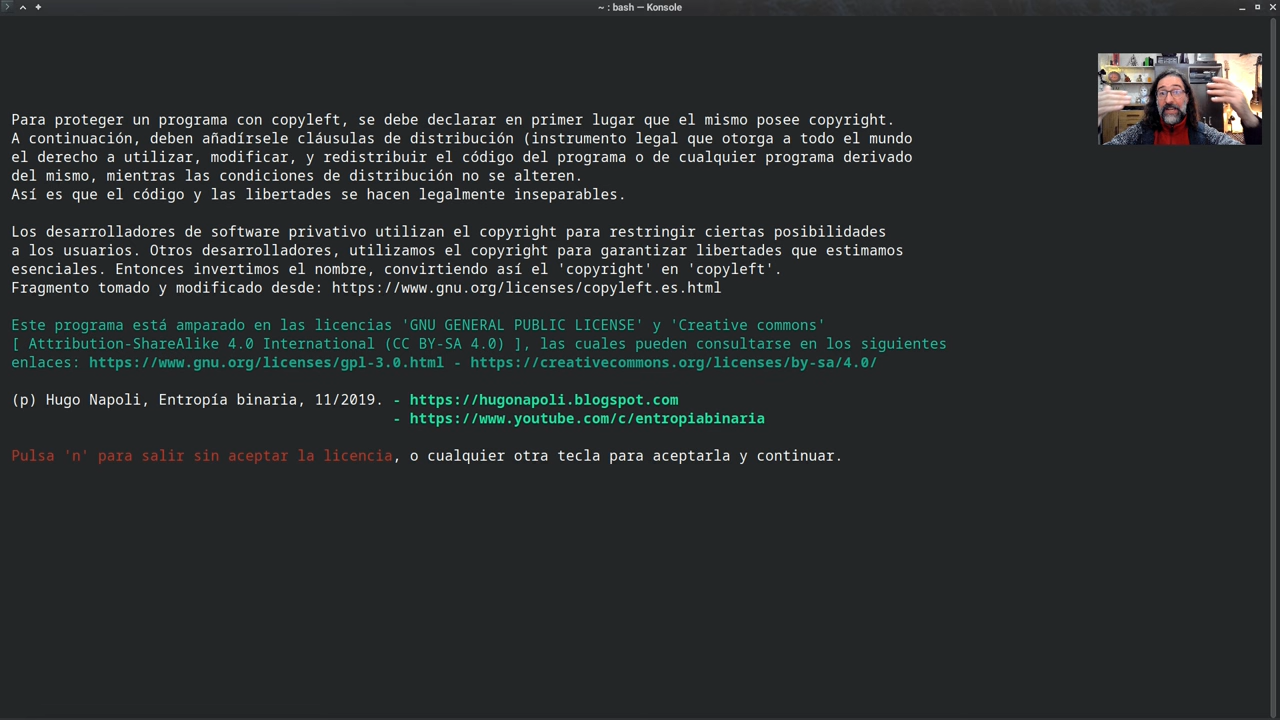 ~ : bash — Konsole
Para proteger un programa con copyleft, se debe declarar en primer lugar que el mismo posee copyright.
A continuación, deben añadírsele cláusulas de distribución (instrumento legal que otorga a todo el mundo
el derecho a utilizar, modificar, y redistribuir el código del programa o de cualquier programa derivado
del mismo, mientras las condiciones de distribución no se alteren.
Así es que el código y las libertades se hacen legalmente inseparables.
Los desarrolladores de software privativo utilizan el copyright para restringir ciertas posibilidades
a los usuarios. Otros desarrolladores, utilizamos el copyright para garantizar libertades que estimamos
esenciales. Entonces invertimos el nombre, convirtiendo así el 'copyright' en 'copyleft'.
Fragmento tomado y modificado desde: https://www.gnu.org/licenses/copyleft.es.html
Este programa está amparado en las licencias 'GNU GENERAL PUBLIC LICENSE' y 'Creative commons'
[ Attribution-ShareAlike 4.0 International (CC BY-SA 4.0) ], las cuales pueden consultarse en los siguientes
enlaces: https://www.gnu.org/licenses/gpl-3.0.html - https://creativecommons.org/licenses/by-sa/4.0/
(p) Hugo Napoli, Entropía binaria, 11/2019. - https://hugonapoli.blogspot.com
- https://www.youtube.com/c/entropiabinaria
Pulsa 'n' para salir sin aceptar la licencia, o cualquier otra tecla para aceptarla y continuar.